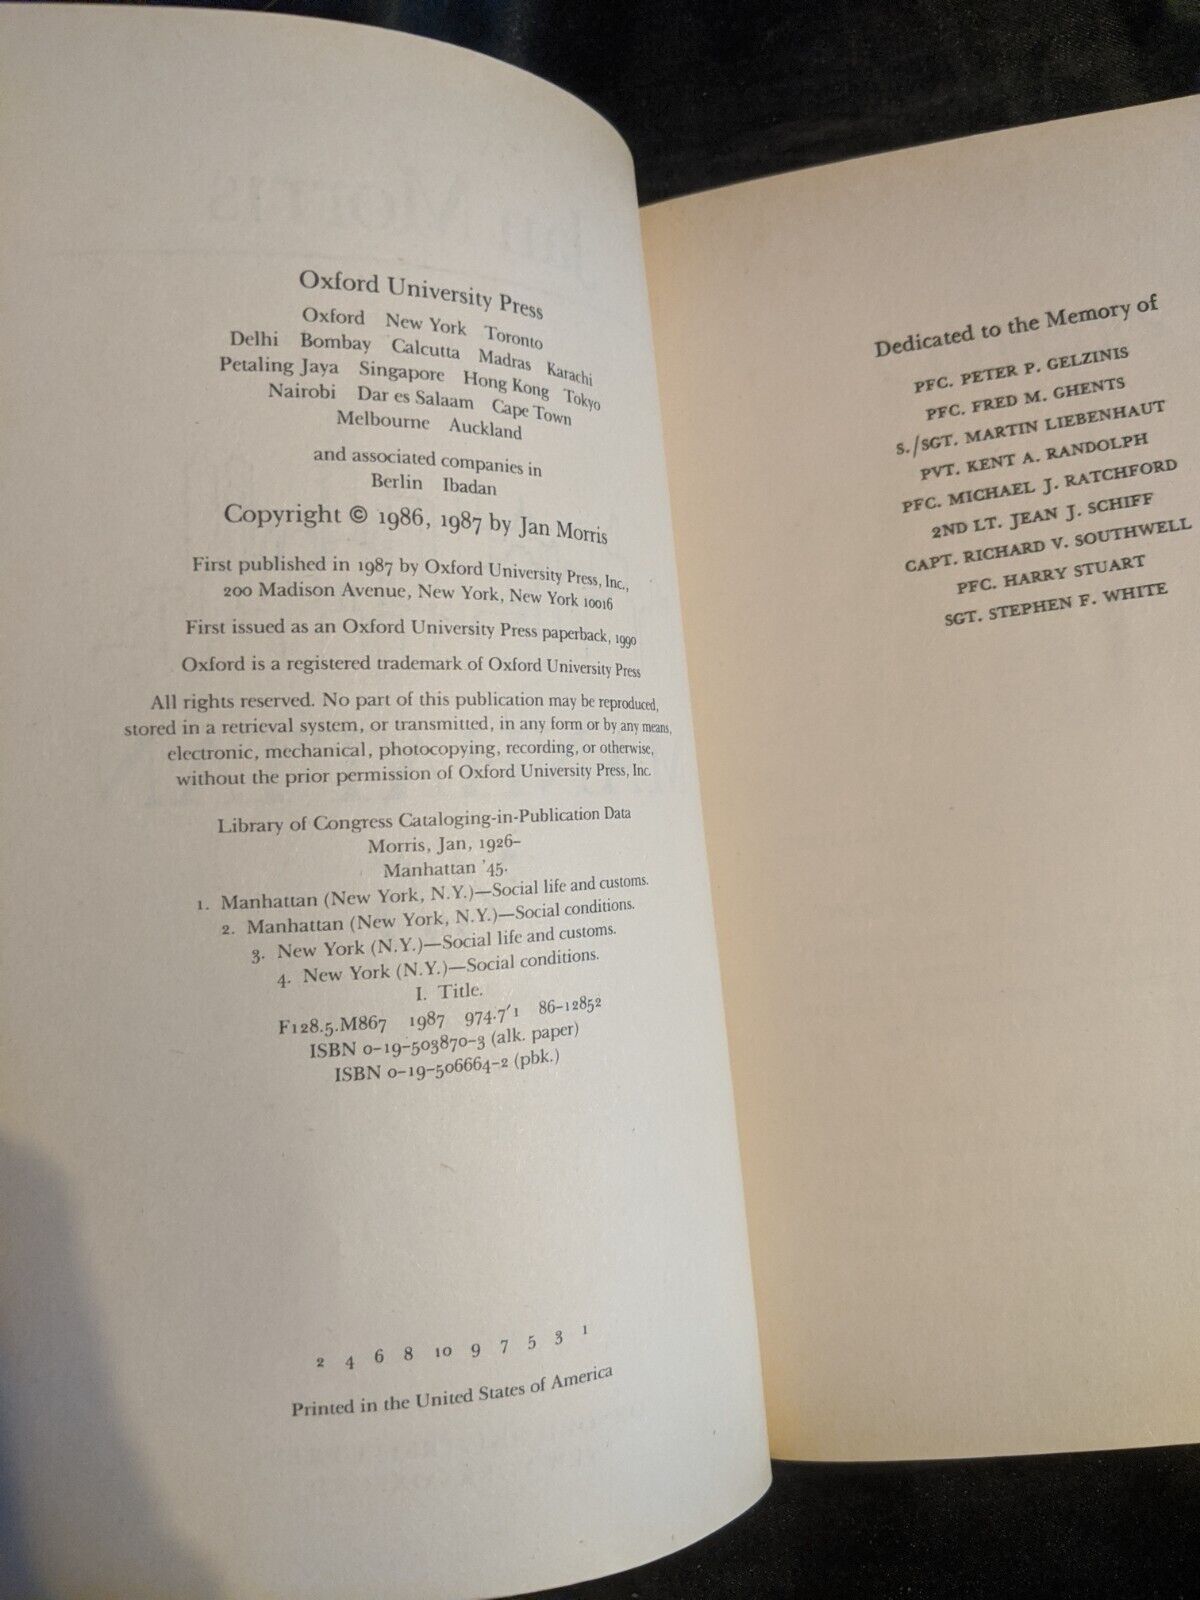 Oxford University Press
Oxford New York Toronto
Delhi Bombay Calcutta Madras Karachi
Petaling Jaya Singapore Hong Kong Tokyo
Nairobi Dar es Salaam Cape Town
Melbourne Auckland
and associated companies in
Berlin Ibadan
Copyright © 1986, 1987 by Jan Morris
First published in 1987 by Oxford University Press, Inc.,
200 Madison Avenue, New York, New York 10016
First issued as an Oxford University Press paperback, 1990
Oxford is a registered trademark of Oxford University Press
All rights reserved. No part of this publication may be reproduced,
stored in a retrieval system, or transmitted, in any form or by any means,
electronic, mechanical, photocopying, recording, or otherwise,
without the prior permission of Oxford University Press, Inc.
Library of Congress Cataloging-in-Publication Data
Morris, Jan, 1926–
Manhattan '45.
1. Manhattan (New York, N.Y.)—Social life and customs.
2. Manhattan (New York, N.Y.)—Social conditions.
3. New York (N.Y.)—Social life and customs.
4. New York (N.Y.)—Social conditions.
I. Title.
F128.5.M867 1987 974.7'1 86-12852
ISBN 0-19-503870-3 (alk. paper)
ISBN 0-19-506664-2 (pbk.)
2 4 6 8 10 9 7 5 3 1
Printed in the United States of America
Dedicated to the Memory of
PFC. PETER P. GELZINIS
PFC. FRED M. GHENTS
S./SGT. MARTIN LIEBENHAUT
PVT. KENT A. RANDOLPH
PFC. MICHAEL J. RATCHFORD
2ND LT. JEAN J. SCHIFF
CAPT. RICHARD V. SOUTHWELL
PFC. HARRY STUART
SGT. STEPHEN F. WHITE